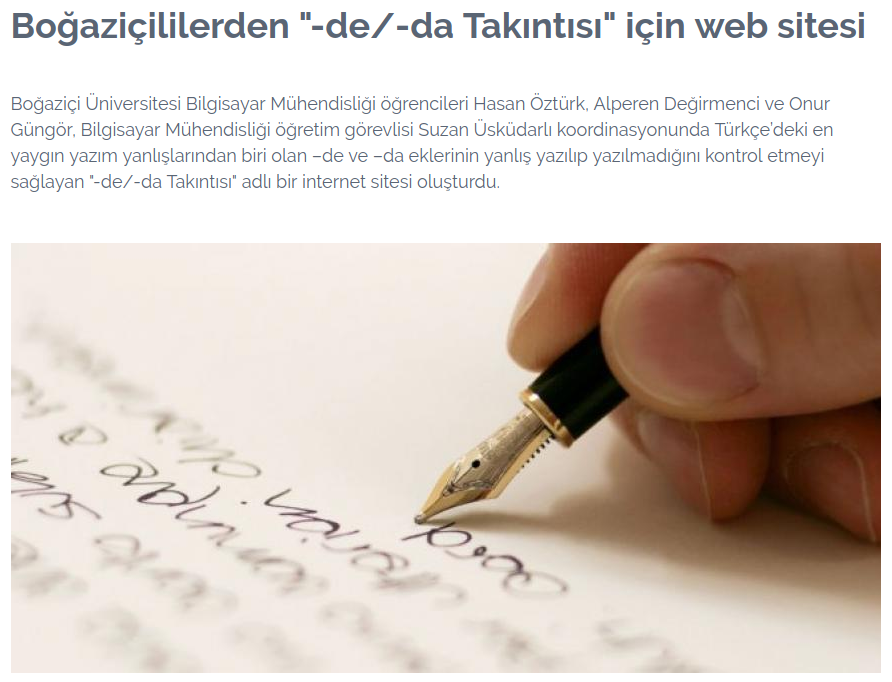 Boğaziçililerden "-de/-da Takıntısı" için web sitesi
Boğaziçi Üniversitesi Bilgisayar Mühendisliği öğrencileri Hasan Öztürk, Alperen Değirmenci ve Onur
Güngör, Bilgisayar Mühendisliği öğretim görevlisi Suzan Üsküdarlı koordinasyonunda Türkçe’deki en
yaygın yazım yanlışlarından biri olan –de ve –da eklerinin yanlış yazılıp yazılmadığını kontrol etmeyi
sağlayan "-de/-da Takıntısı" adlı bir internet sitesi oluşturdu.